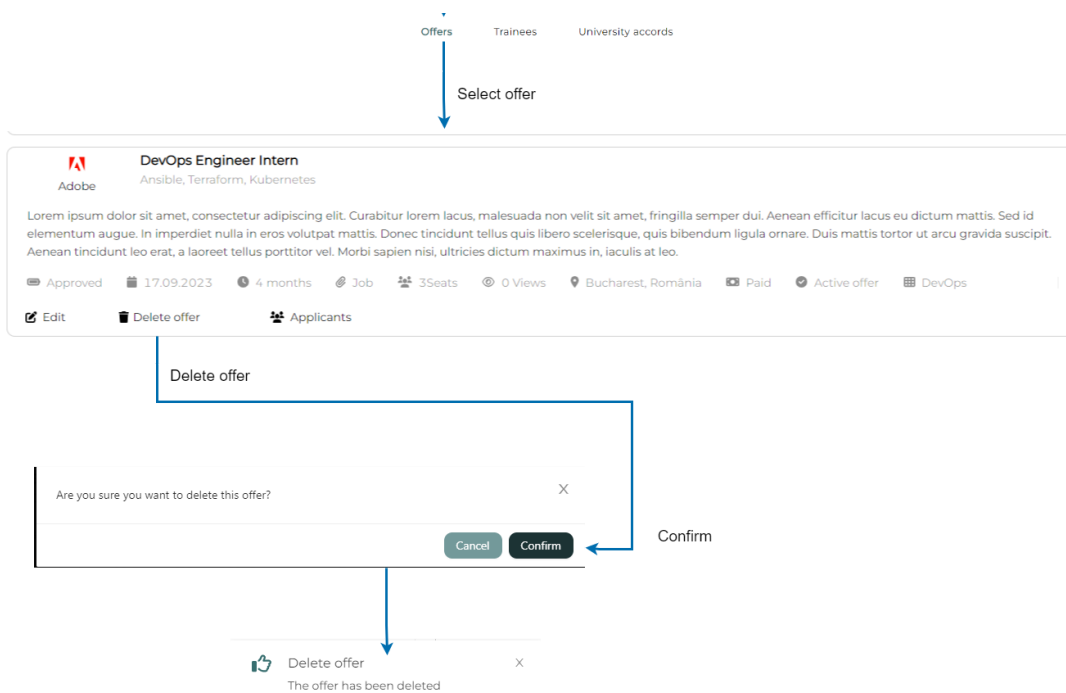 Offers Trainees University accords
Select offer
DevOps Engineer Intern
Ansible, Terraform, Kubernetes
Adobe
Lorem ipsum dolor sit amet, consectetur adipiscing elit. Curabitur lorem lacus, malesuada non velit sit amet, fringilla semper dui. Aenean efficitur lacus eu dictum mattis. Sed id
elementum augue. In imperdiet nulla in eros volutpat mattis. Donec tincidunt tellus quis libero scelerisque, quis bibendum ligula ornare. Duis mattis tortor ut arcu gravida suscipit.
Aenean tincidunt leo erat, a laoreet tellus porttitor vel. Morbi sapien nisi, ultricies dictum maximus in, iaculis at leo.
Approved 17.09.2023 4 months Job 3Seats 0 Views Bucharest, România Paid Active offer DevOps
Edit Delete offer Applicants
Delete offer
Are you sure you want to delete this offer? X
Cancel Confirm
Confirm
Delete offer X
The offer has been deleted